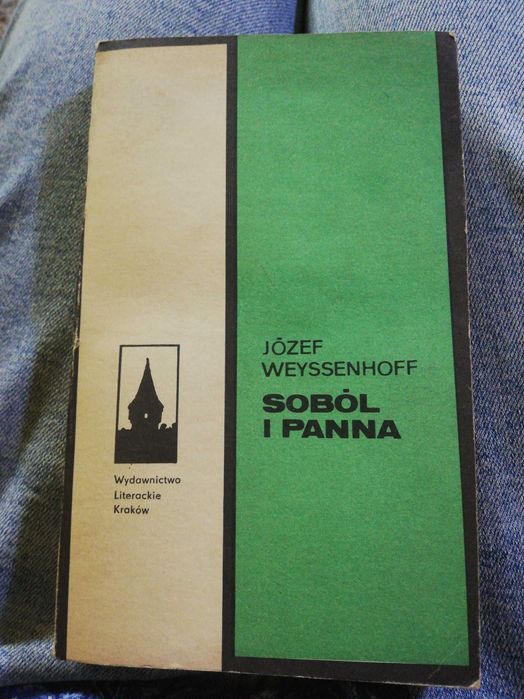 JÓZEF
WEYSSENHOFF
SOBÓL
I PANNA
Wydawnictwo
Literackie
Kraków